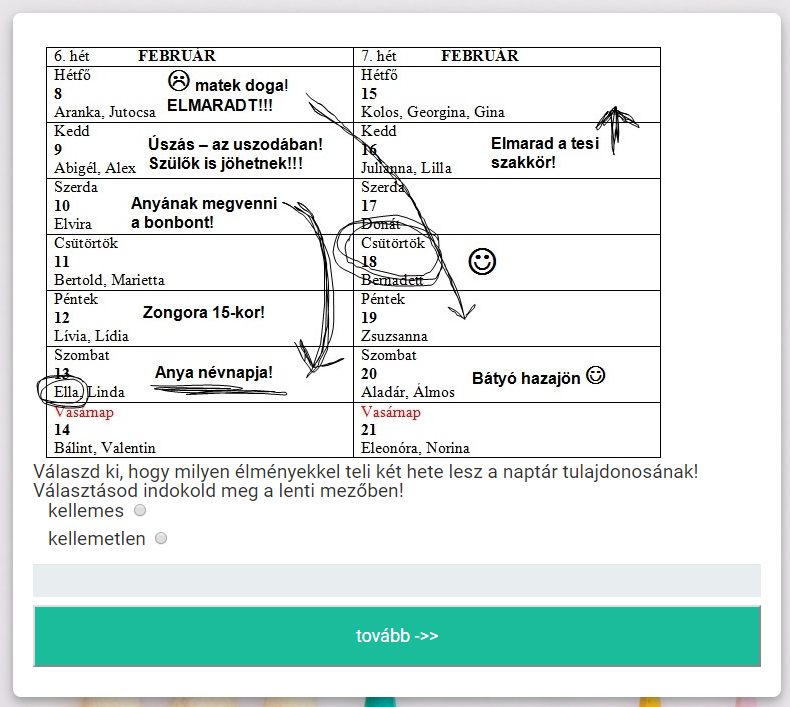 6. hét FEBRUÁR
Hétfő
8 matek doga!
Aranka, Jutocsa ELMARADT!!!
Kedd
9 Úszás – az uszodában!
Abigél, Alex Szülők is jöhetnek!!!
Szerda
10 Anyának megvenni
Elvira a bonbont!
Csütörtök
11
Bertold, Marietta
Péntek
12 Zongora 15-kor!
Lívia, Lídia
Szombat
13 Anya névnapja!
Ella, Linda
Vasárnap
14
Bálint, Valentin
7. hét FEBRUÁR
Hétfő
15
Kolos, Georgina, Gina
Kedd
16 Elmarad a tesi
Julianna, Lilla szakkör!
Szerda
17
Donát
Csütörtök
18
Bernadett
Péntek
19
Zsuzsanna
Szombat
20 Bátyó hazajön
Aladár, Álmos
Vasárnap
21
Eleonóra, Norina
Válaszd ki, hogy milyen élményekkel teli két hete lesz a naptár tulajdonosának!
Választásod indokold meg a lenti mezőben!
kellemes
kellemetlen
tovább ->>